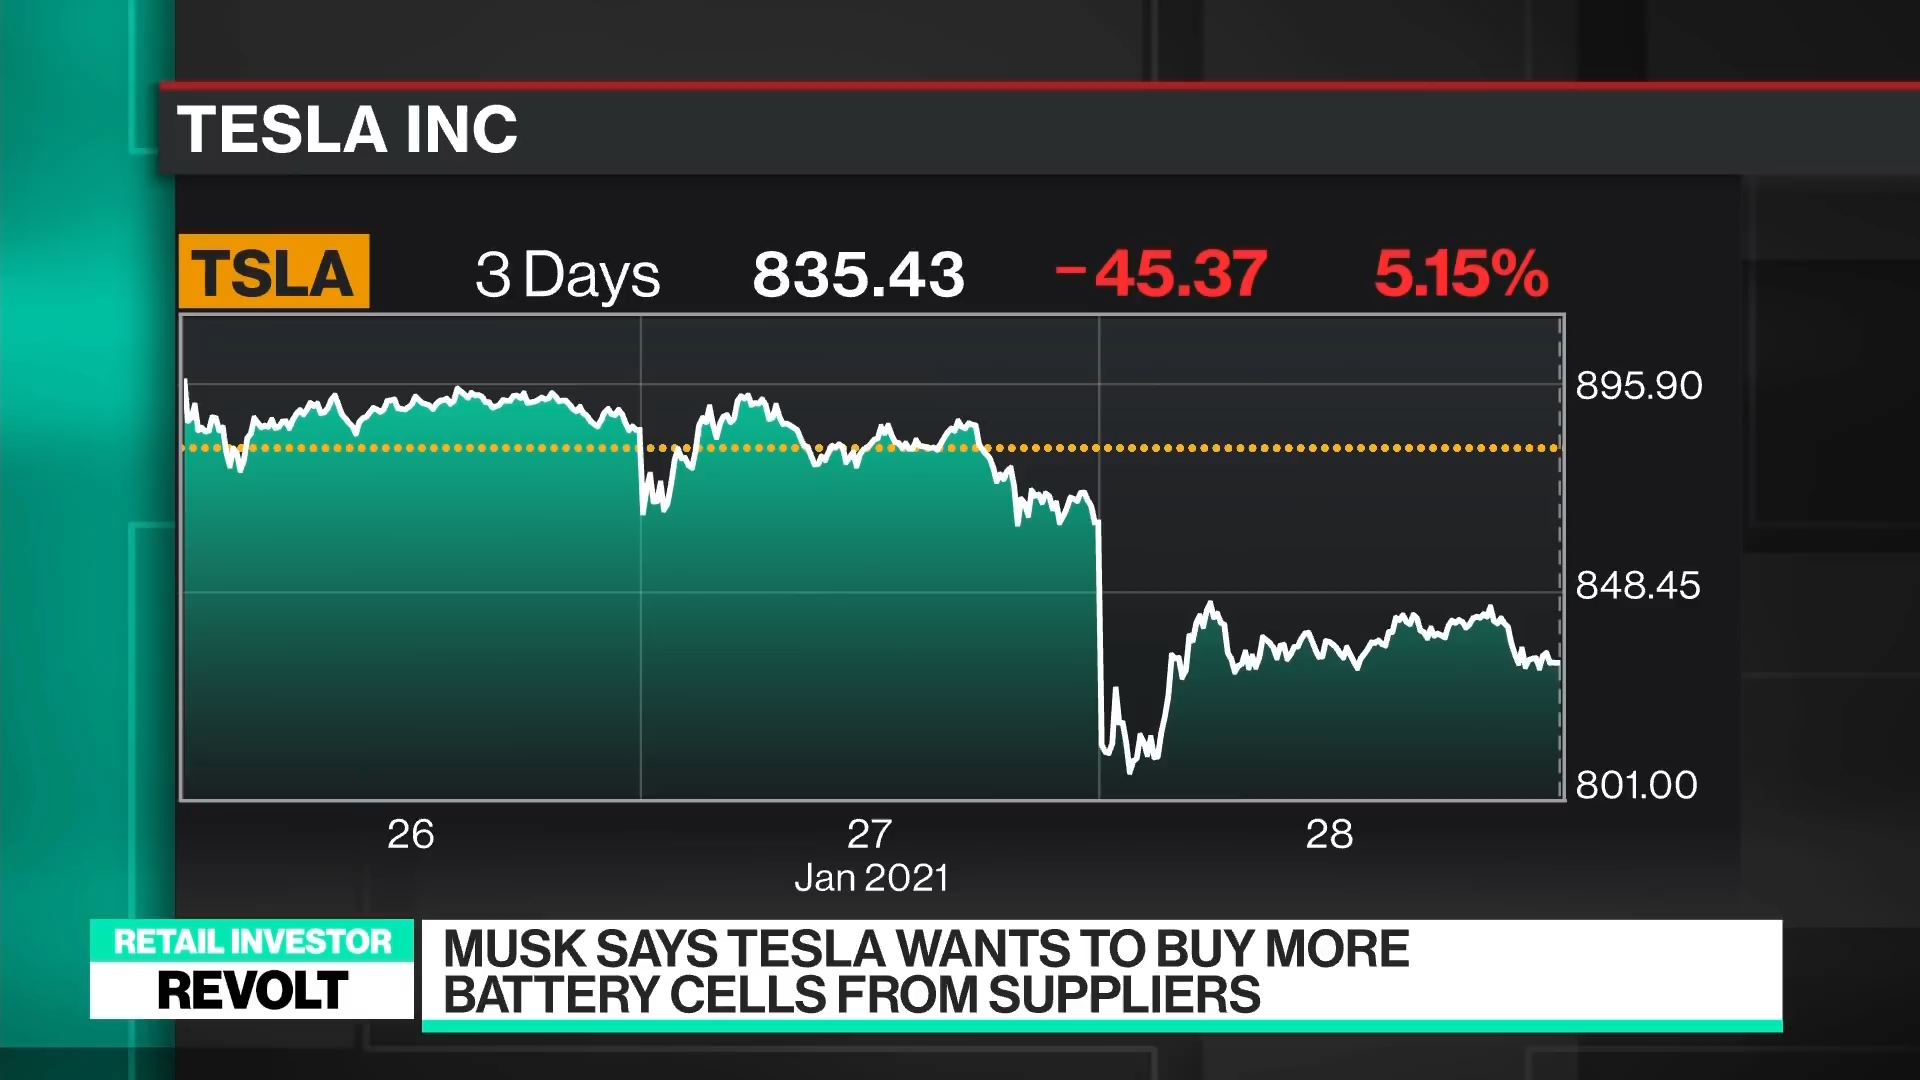 TESLA INC
TSLA 3 Days 835.43 -45.37 5.15%
895.90
848.45
801.00
26 27 28
Jan 2021
RETAIL INVESTOR
REVOLT
MUSK SAYS TESLA WANTS TO BUY MORE
BATTERY CELLS FROM SUPPLIERS